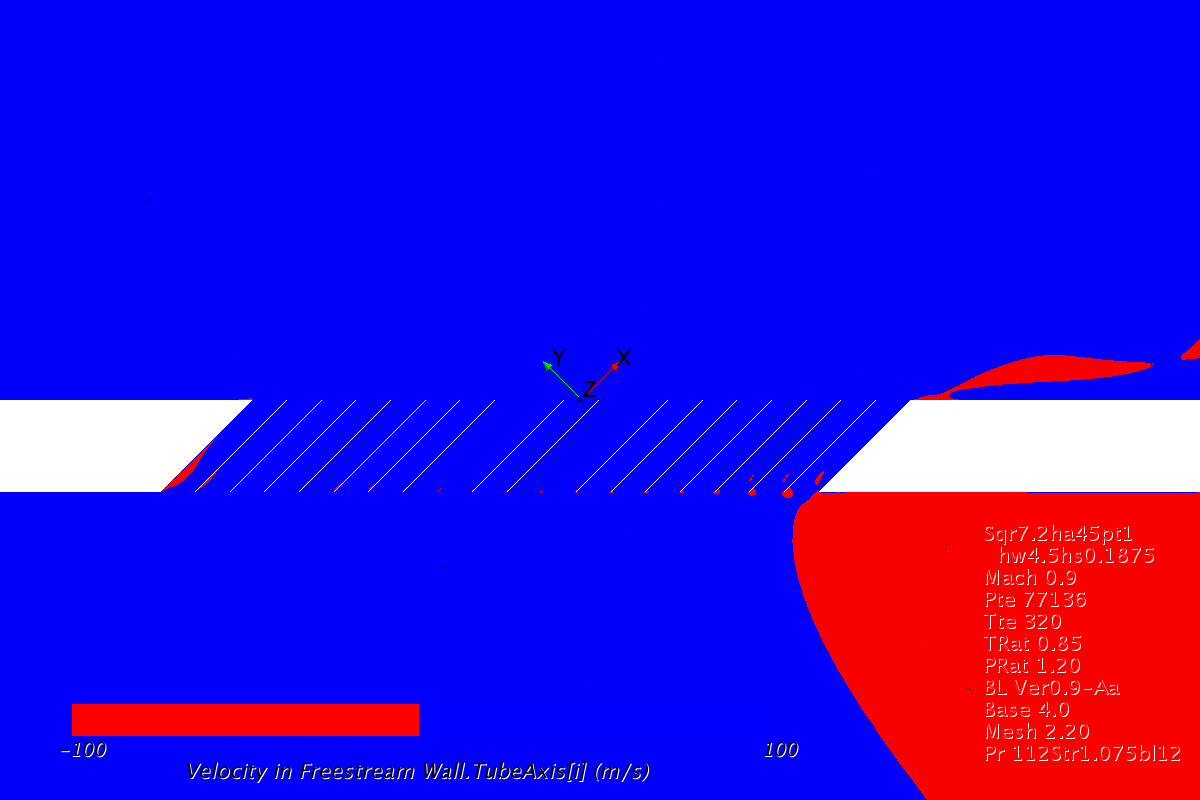 Y X
Z
Sqr7.2ha45pt1
hw4.5hs0.1875
Mach 0.9
Pte 77136
Tte 320
TRat 0.85
PRat 1.20
BL Ver0.9-Aa
Base 4.0
Mesh 2.20
Pr 112Str1.075bl12
-100 100
Velocity in Freestream Wall.TubeAxis[i] (m/s)